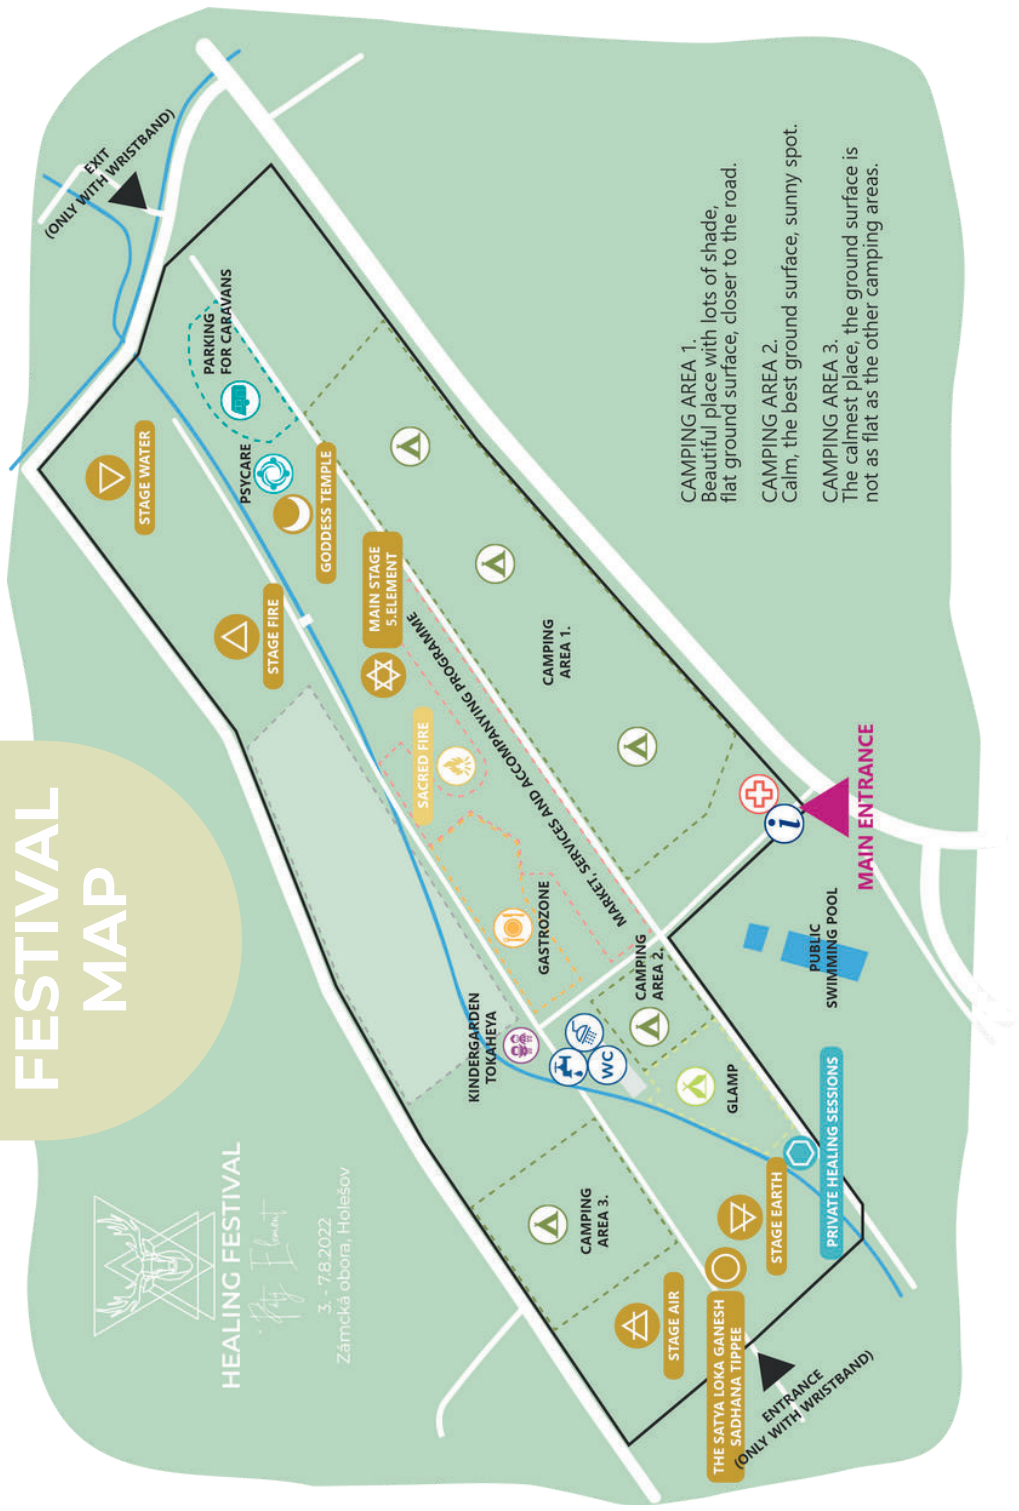 FESTIVAL
MAP
HEALING FESTIVAL
Pátý Element
3. - 7.8.2022
Zámcká obora, Holešov
EXIT
(ONLY WITH WRISTBAND)
STAGE WATER
PARKING
FOR CARAVANS
PSYCARE
GODDESS TEMPLE
STAGE FIRE
MAIN STAGE
5.ELEMENT
SACRED FIRE
MARKET, SERVICES AND ACCOMPANYING PROGRAMME
CAMPING
AREA 1.
GASTROZONE
KINDERGARDEN
TOKAHEYA
WC
CAMPING
AREA 2.
GLAMP
i
MAIN ENTRANCE
PUBLIC
SWIMMING POOL
CAMPING
AREA 3.
STAGE AIR
STAGE EARTH
PRIVATE HEALING SESSIONS
THE SATYA LOKA GANESH
SADHANA TIPPEE
ENTRANCE
(ONLY WITH WRISTBAND)
CAMPING AREA 1.
Beautiful place with lots of shade,
flat ground surface, closer to the road.
CAMPING AREA 2.
Calm, the best ground surface, sunny spot.
CAMPING AREA 3.
The calmest place, the ground surface is
not as flat as the other camping areas.